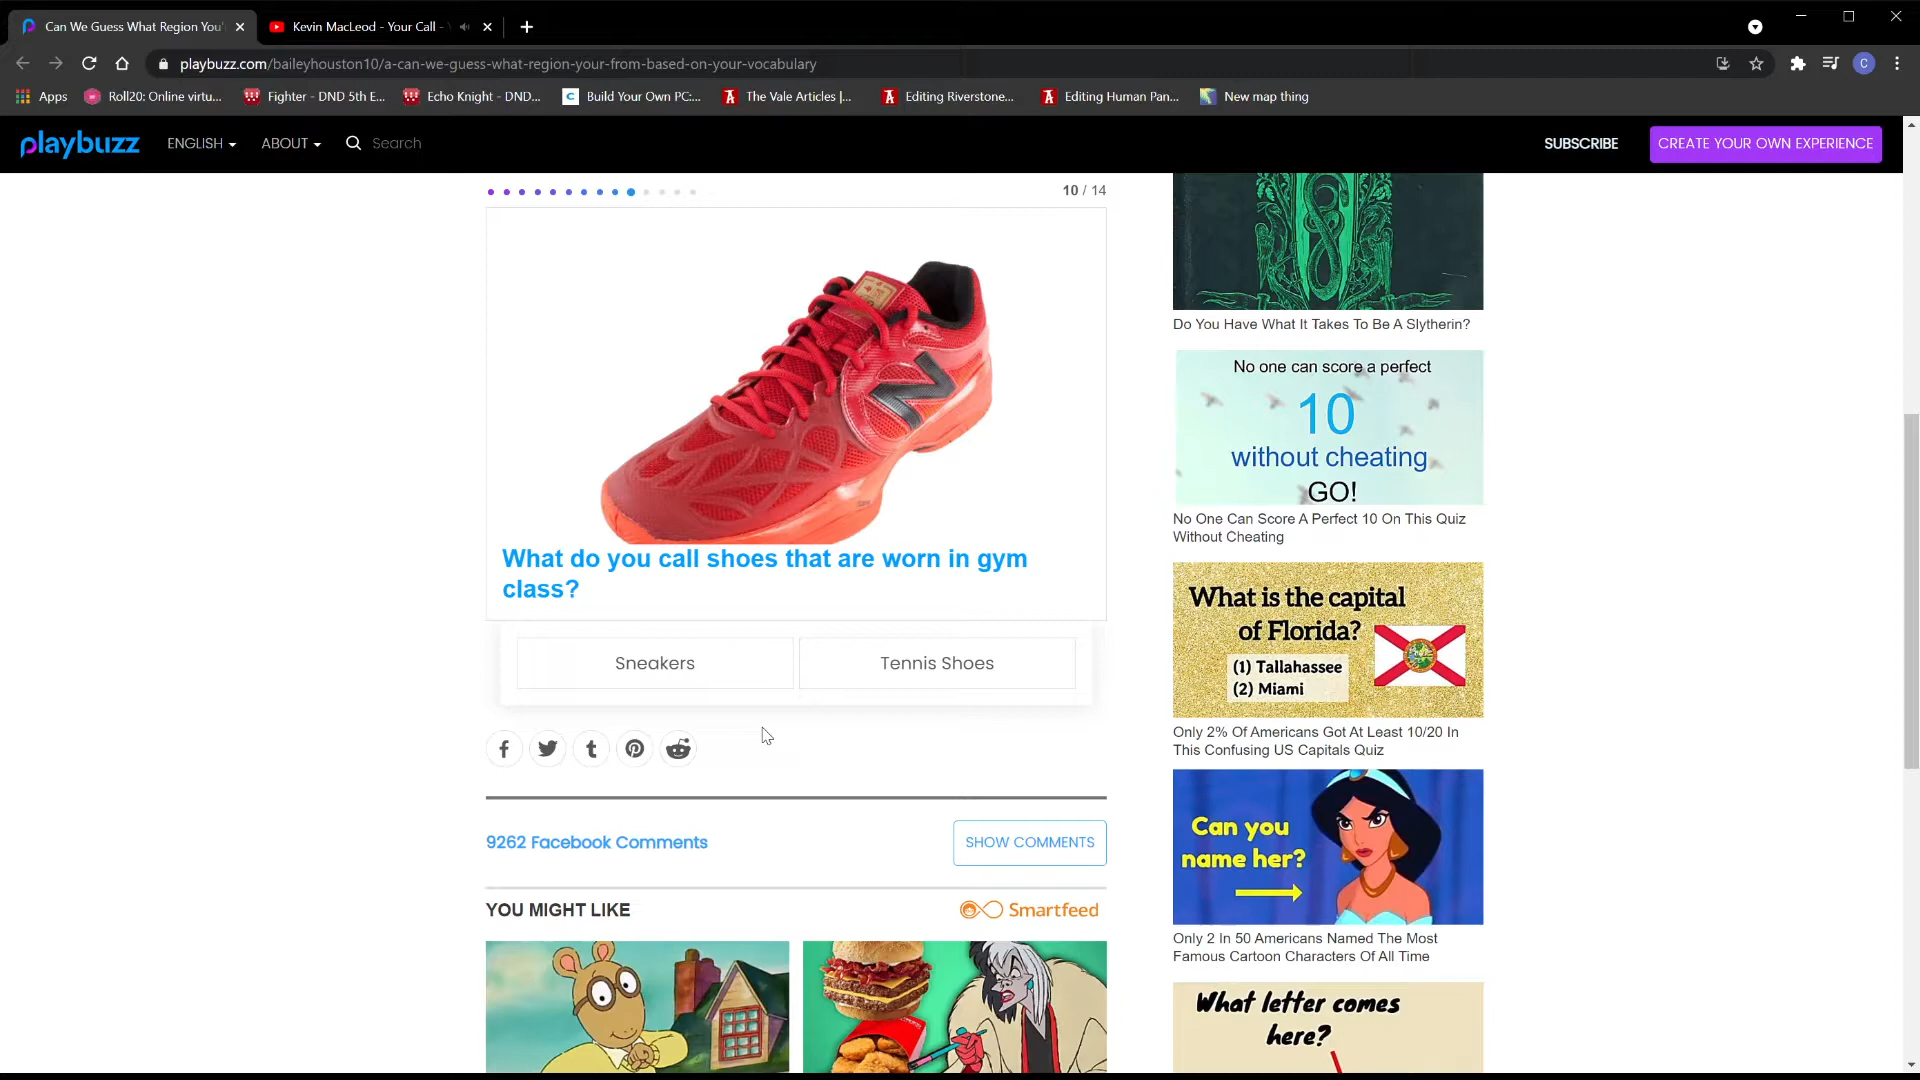 Can We Guess What Region You'
Kevin MacLeod - Your Call -
playbuzz.com/baileyhouston10/a-can-we-guess-what-region-your-from-based-on-your-vocabulary
C
Apps
Roll20: Online virtu...
Fighter - DND 5th E...
Echo Knight - DND...
C
Build Your Own PC:...
The Vale Articles |...
Editing Riverstone...
Editing Human Pan...
New map thing
playbuzz
ENGLISH
ABOUT
Search
SUBSCRIBE
CREATE YOUR OWN EXPERIENCE
10 / 14
N
What do you call shoes that are worn in gym
class?
Sneakers
Tennis Shoes
9262 Facebook Comments
SHOW COMMENTS
YOU MIGHT LIKE
Smartfeed
Do You Have What It Takes To Be A Slytherin?
No one can score a perfect
10
without cheating
GO!
No One Can Score A Perfect 10 On This Quiz
Without Cheating
What is the capital
of Florida?
(1) Tallahassee
(2) Miami
Only 2% Of Americans Got At Least 10/20 In
This Confusing US Capitals Quiz
Can you
name her?
Only 2 In 50 Americans Named The Most
Famous Cartoon Characters Of All Time
What letter comes
here?